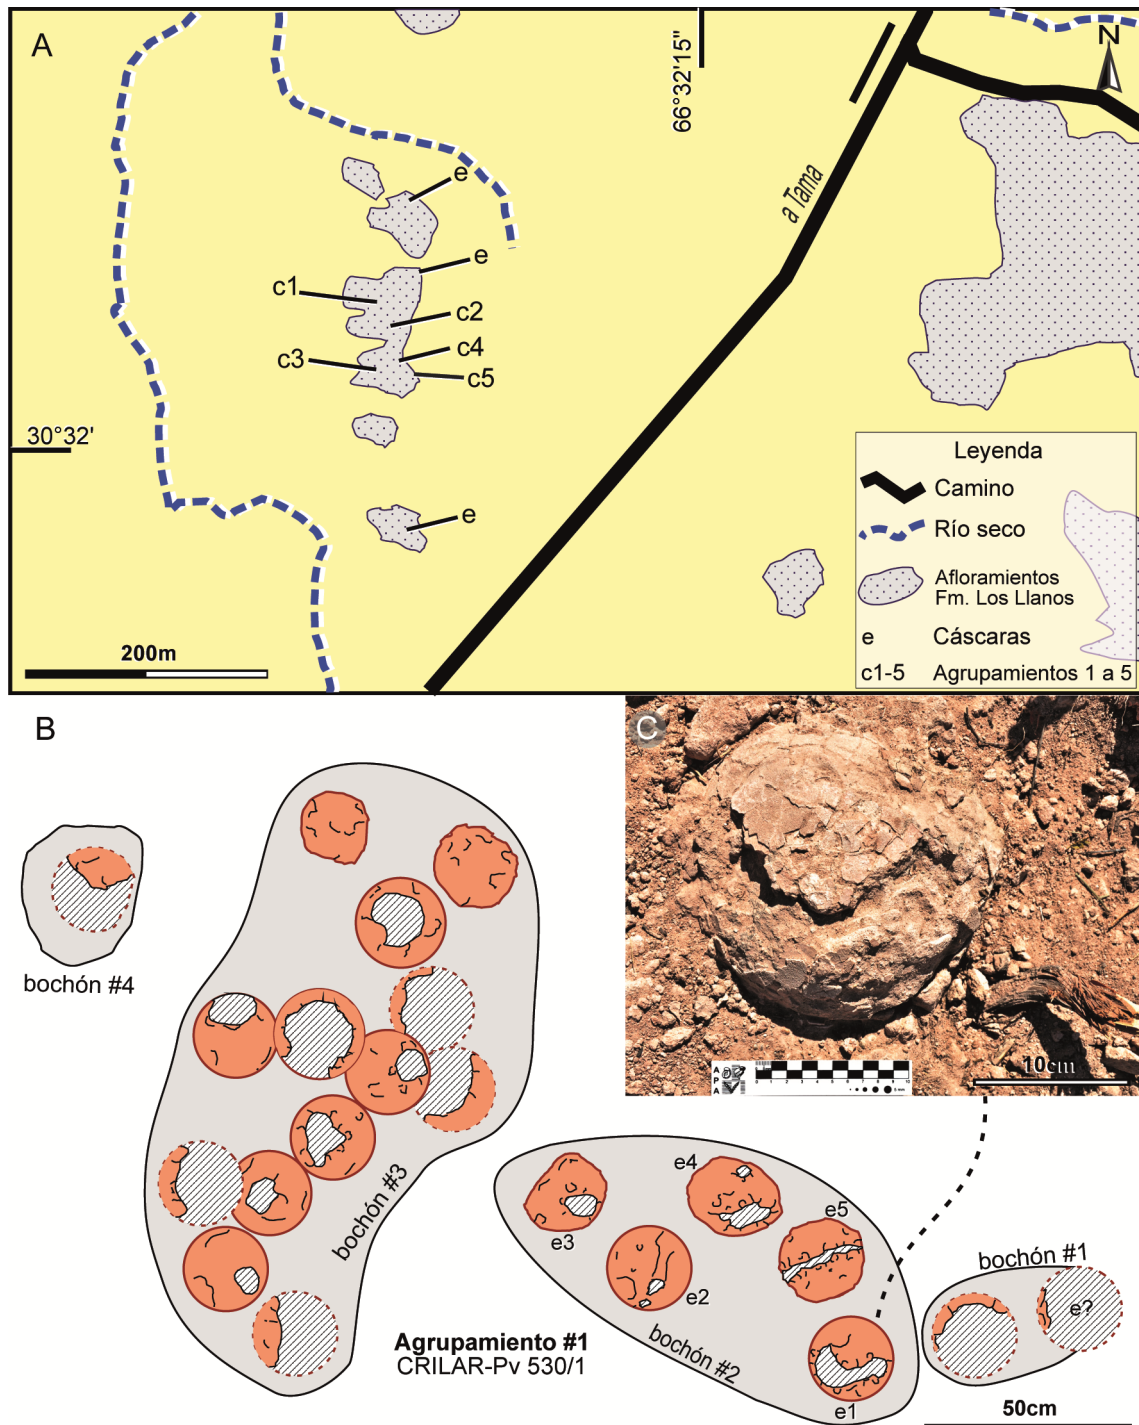 A
66°32'15"
N
a Tama
e
e
c1
c2
c3
c4
c5
30°32'
e
200m
Leyenda
Camino
Río seco
Afloramientos
Fm. Los Llanos
e Cáscaras
c1-5 Agrupamientos 1 a 5
B
C
bochón #4
bochón #3
10cm
e4
e3
e5
e2
bochón #1
e?
bochón #2
e1
Agrupamiento #1
CRILAR-Pv 530/1
50cm